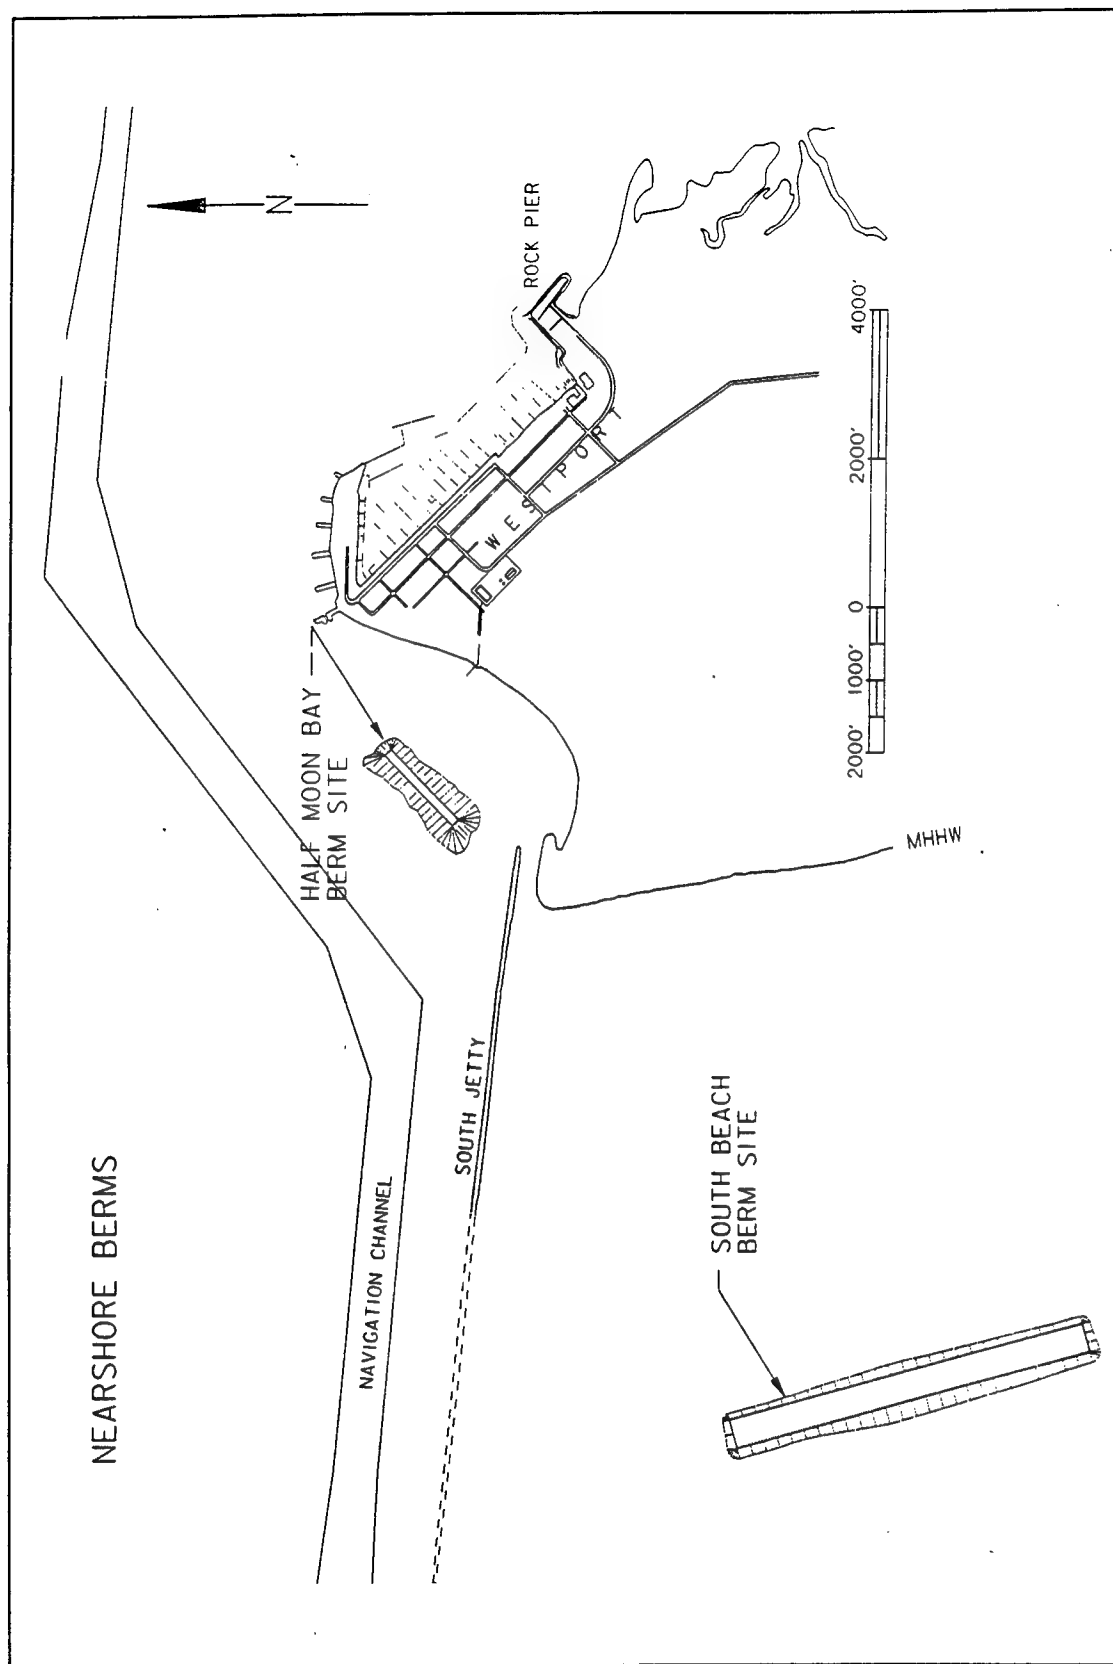 NEARSHORE BERMS
N
ROCK PIER
HALF MOON BAY
BERM SITE
WESTPORT
NAVIGATION CHANNEL
SOUTH JETTY
MHHW
SOUTH BEACH
BERM SITE
2000' 1000' 0 2000' 4000'